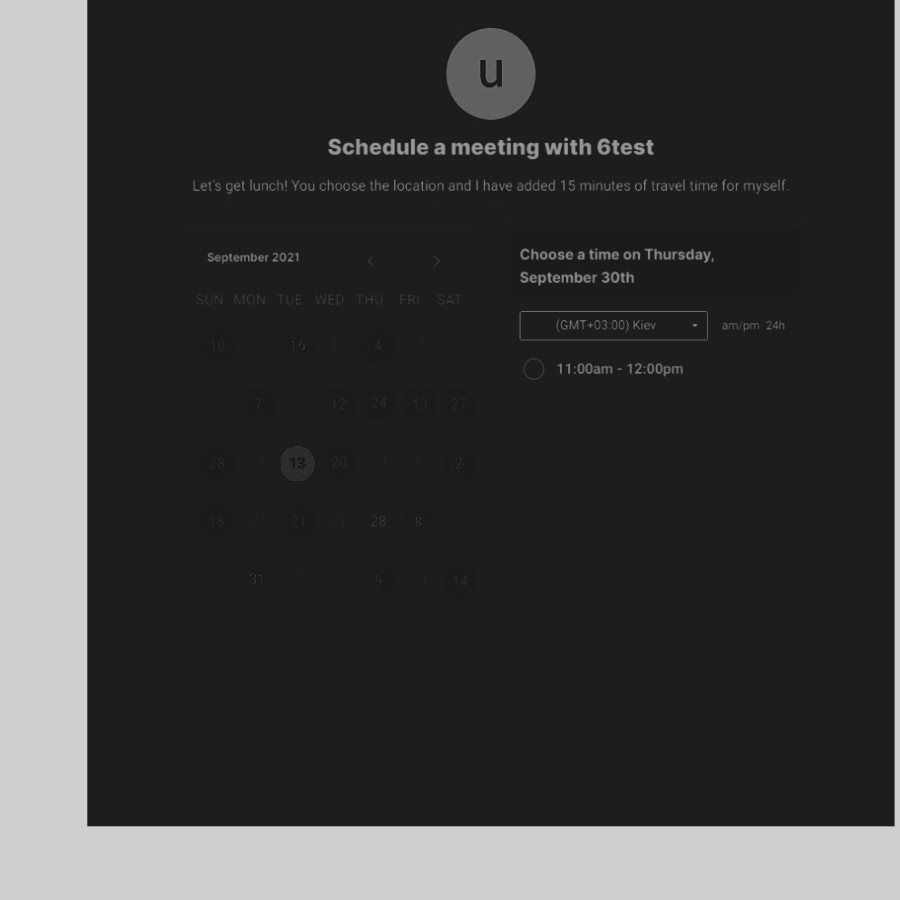 u
Schedule a meeting with 6test
Let's get lunch! You choose the location and I have added 15 minutes of travel time for myself.
September 2021
SUN MON TUE WED THU FRI SAT
10 16 4
7 12 24 13 27
28 13 20 2
18 21 28 8
31 9 14
Choose a time on Thursday,
September 30th
(GMT+03:00) Kiev am/pm 24h
11:00am - 12:00pm